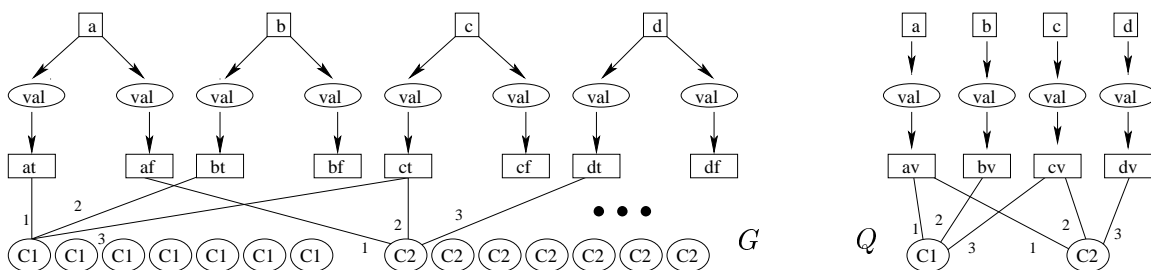 a b c d a b c d
val val val val val val val val val val val val
at af bt bf ct cf dt df av bv cv dv
1 2 3 1 2 3 1 2 3 1 2 3
C1 C1 C1 C1 C1 C1 C1 C2 C2 C2 C2 C2 C2 C2 G Q C1 C2